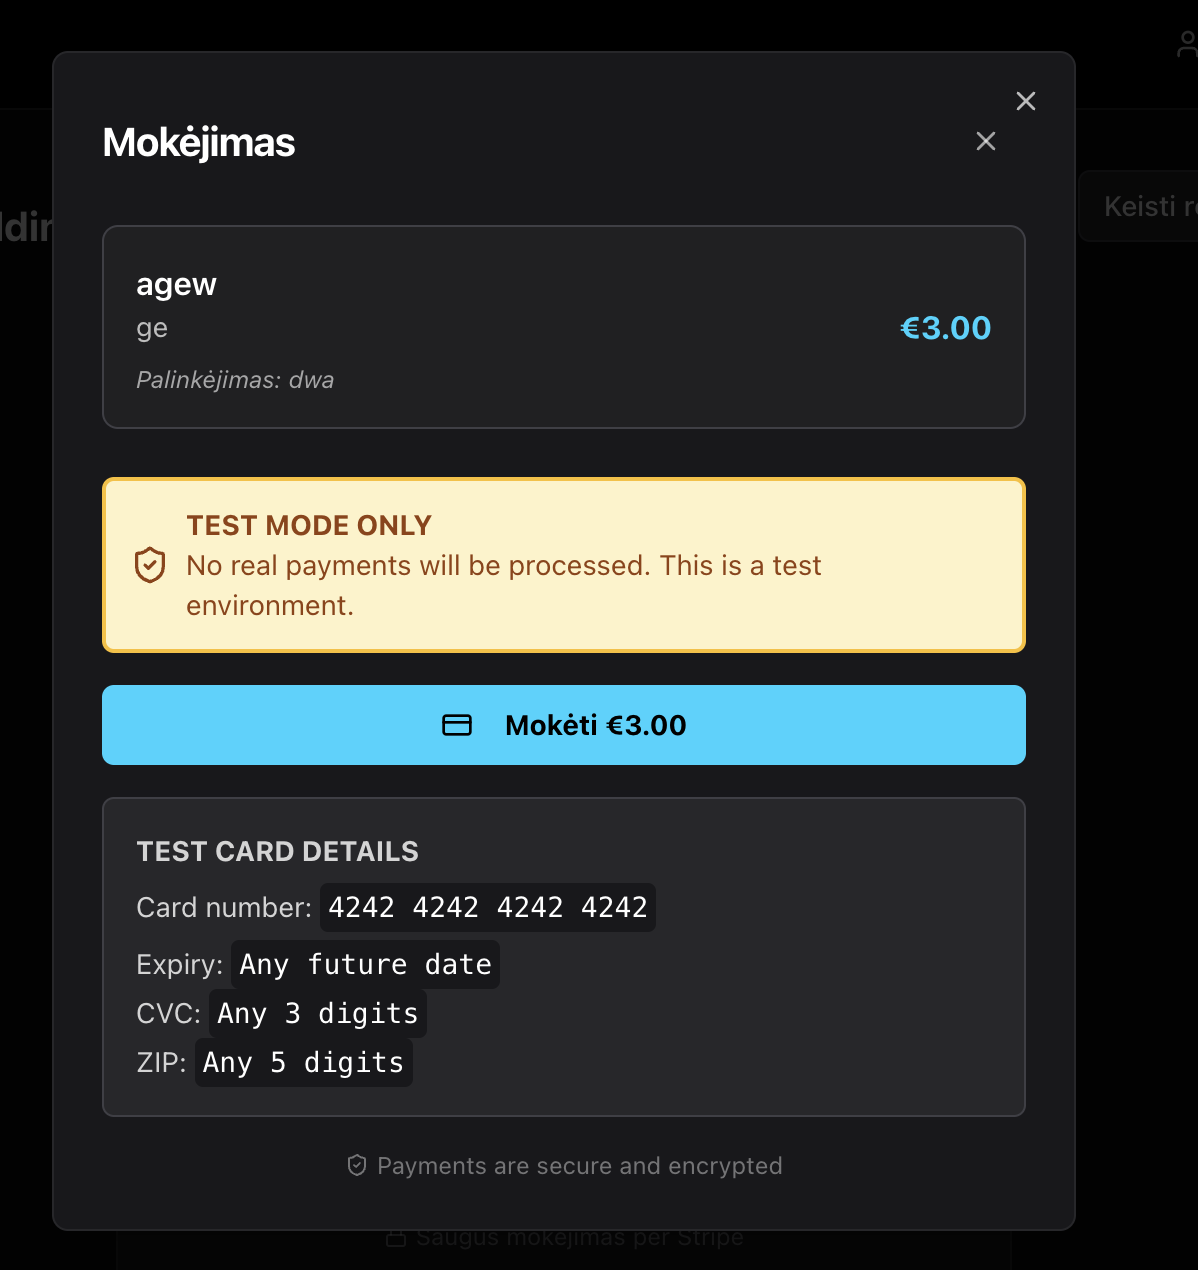 Mokėjimas
Keisti
agew
ge
€3.00
Palinkėjimas: dwa
TEST MODE ONLY
No real payments will be processed. This is a test
environment.
Mokėti €3.00
TEST CARD DETAILS
Card number: 4242 4242 4242 4242
Expiry: Any future date
CVC: Any 3 digits
ZIP: Any 5 digits
Payments are secure and encrypted
Saugus mokėjimas per Stripe